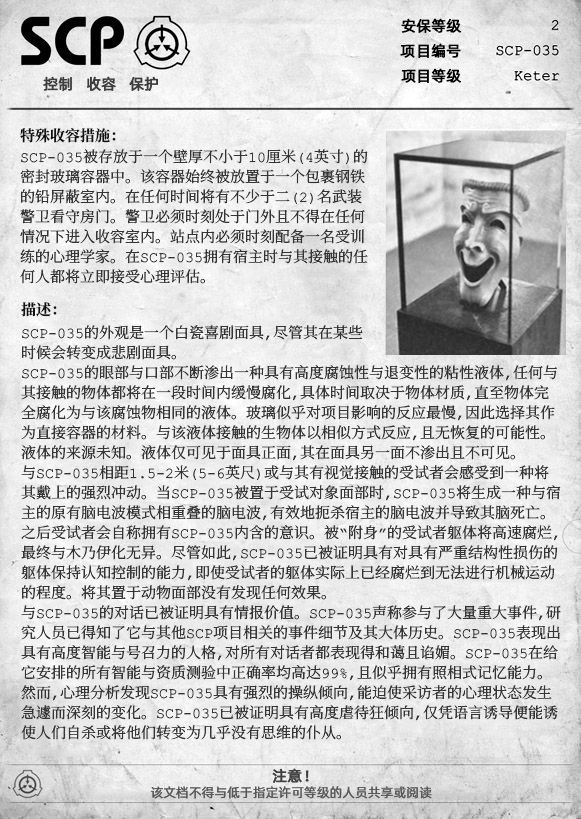 SCP
控制 收容 保护
安保等级 2
项目编号 SCP-035
项目等级 Keter
特殊收容措施:
SCP-035被存放于一个壁厚不小于10厘米(4英寸)的
密封玻璃容器中。该容器始终被放置于一个包裹钢铁
的铅屏蔽室内。在任何时间将有不少于二(2)名武装
警卫看守房门。警卫必须时刻处于门外且不得在任何
情况下进入收容室内。站点内必须时刻配备一名受训
练的心理学家。在SCP-035拥有宿主时与其接触的任
何人都将立即接受心理评估。
描述:
SCP-035的外观是一个白瓷喜剧面具,尽管其在某些
时候会转变成悲剧面具。
SCP-035的眼部与口部不断渗出一种具有高度腐蚀性与退变性的粘性液体,任何与
其接触的物体都将在一段时间内缓慢腐化,具体时间取决于物体材质,直至物体完
全腐化为与该腐蚀物相同的液体。玻璃似乎对项目影响的反应最慢,因此选择其作
为直接容器的材料。与该液体接触的生物体以相似方式反应,且无恢复的可能性。
液体的来源未知。液体仅可见于面具正面,其在面具另一面不渗出且不可见。
与SCP-035相距1.5-2米(5-6英尺)或与其有视觉接触的受试者会感受到一种将
其戴上的强烈冲动。当SCP-035被置于受试对象面部时,SCP-035将生成一种与宿
主的原有脑电波模式相重叠的脑电波,有效地扼杀宿主的脑电波并导致其脑死亡。
之后受试者会自称拥有SCP-035内含的意识。被“附身”的受试者躯体将高速腐烂,
最终与木乃伊化无异。尽管如此,SCP-035已被证明具有对具有严重结构性损伤的
躯体保持认知控制的能力,即使受试者的躯体实际上已经腐烂到无法进行机械运动
的程度。将其置于动物面部没有发现任何效果。
与SCP-035的对话已被证明具有情报价值。SCP-035声称参与了大量重大事件,研
究人员已得知了它与其他SCP项目相关的事件细节及其大体历史。SCP-035表现出
具有高度智能与号召力的人格,对所有对话者都表现得和蔼且谄媚。SCP-035在给
它安排的所有智能与资质测验中正确率均高达99%,且似乎拥有照相式记忆能力。
然而,心理分析发现SCP-035具有强烈的操纵倾向,能迫使采访者的心理状态发生
急遽而深刻的变化。SCP-035已被证明具有高度虐待狂倾向,仅凭语言诱导便能诱
使人们自杀或将他们转变为几乎没有思维的仆从。
注意!
该文档不得与低于指定许可等级的人员共享或阅读